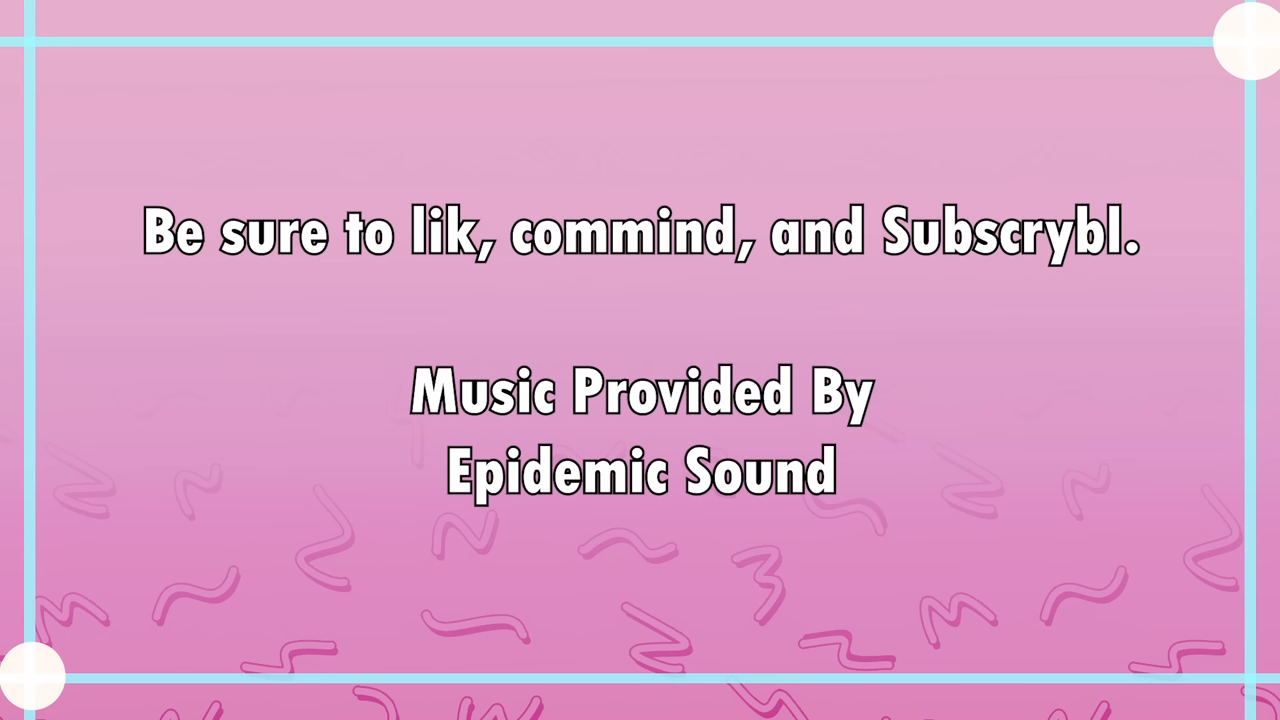 Be sure to lik, commind, and Subscrybl.
Music Provided By
Epidemic Sound